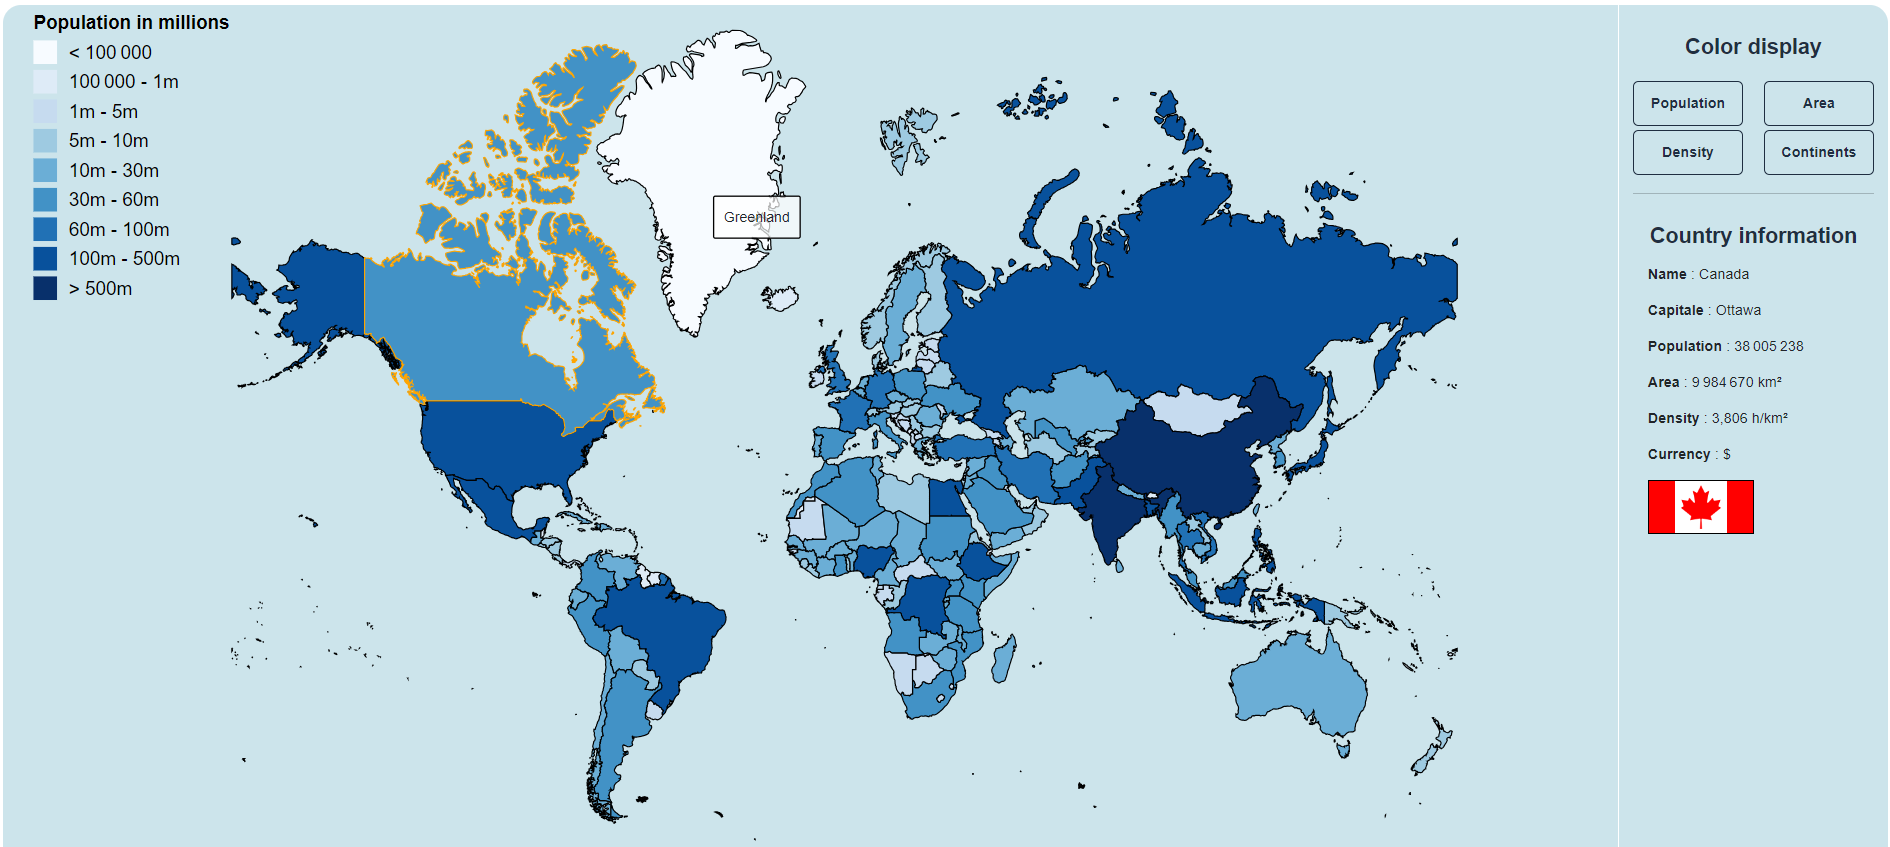 Population in millions
< 100 000
100 000 - 1m
1m - 5m
5m - 10m
10m - 30m
30m - 60m
60m - 100m
100m - 500m
> 500m
Greenland
Color display
Population
Area
Density
Continents
Country information
Name : Canada
Capitale : Ottawa
Population : 38 005 238
Area : 9 984 670 km²
Density : 3,806 h/km²
Currency : $